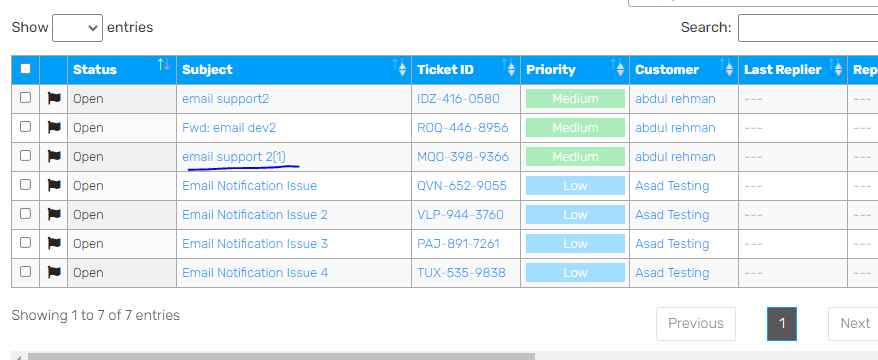 Show entries Search:
Status Subject Ticket ID Priority Customer Last Replier Rep
Open email support2 IDZ-416-0580 Medium abdul rehman --- ---
Open Fwd: email dev2 ROQ-446-8956 Medium abdul rehman --- ---
Open email support 2(1) MQO-398-9366 Medium abdul rehman --- ---
Open Email Notification Issue QVN-652-9055 Low Asad Testing --- ---
Open Email Notification Issue 2 VLP-944-3760 Low Asad Testing --- ---
Open Email Notification Issue 3 PAJ-891-7261 Low Asad Testing --- ---
Open Email Notification Issue 4 TUX-535-9838 Low Asad Testing --- ---
Showing 1 to 7 of 7 entries Previous 1 Next